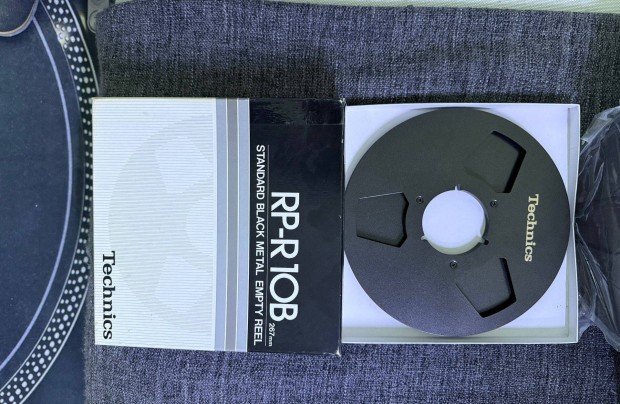 RP-R10B 267mm
STANDARD BLACK METAL EMPTY REEL
Technics
Technics